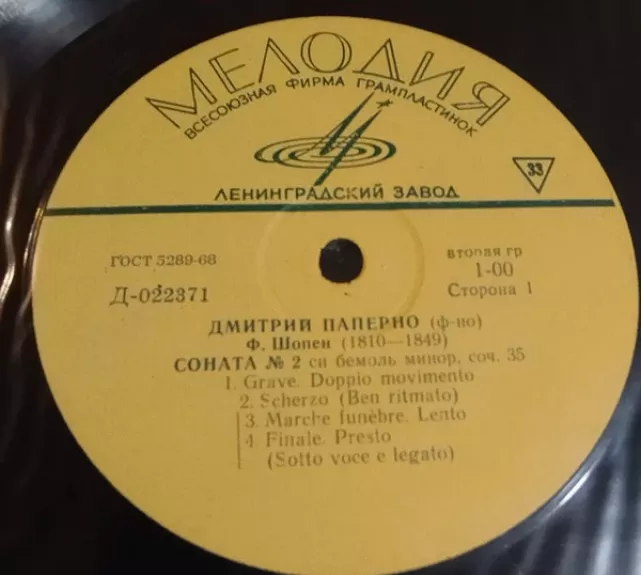 МЕЛОДИЯ
ВСЕСОЮЗНАЯ ФИРМА ГРАМПЛАСТИНОК
33
ЛЕНИНГРАДСКИЙ ЗАВОД
ГОСТ 5289-68
вторая гр
1-00
Д-022371
Сторона 1
ДМИТРИЙ ПАПЕРНО (ф-но)
Ф. Шопен (1810—1849)
СОНАТА № 2 си бемоль минор, соч. 35
1. Grave. Doppio movimento
2. Scherzo (Ben ritmato)
3. Marche funèbre. Lento
4. Finale. Presto
(Sotto voce e legato)